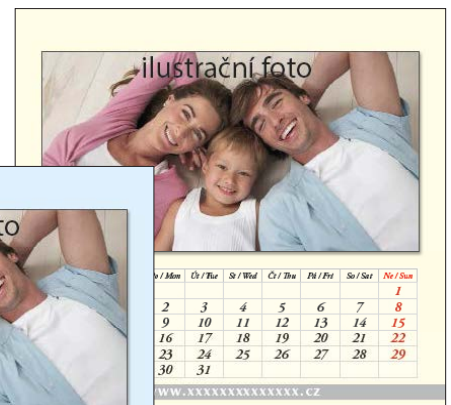 ilustrační foto
to
o / Mon Út / Tue St / Wed Čt / Thu Pá / Fri So / Sat Ne / Sun
1
2 3 4 5 6 7 8
9 10 11 12 13 14 15
16 17 18 19 20 21 22
23 24 25 26 27 28 29
30 31
www.xxxxxxxxxxxxxx.cz